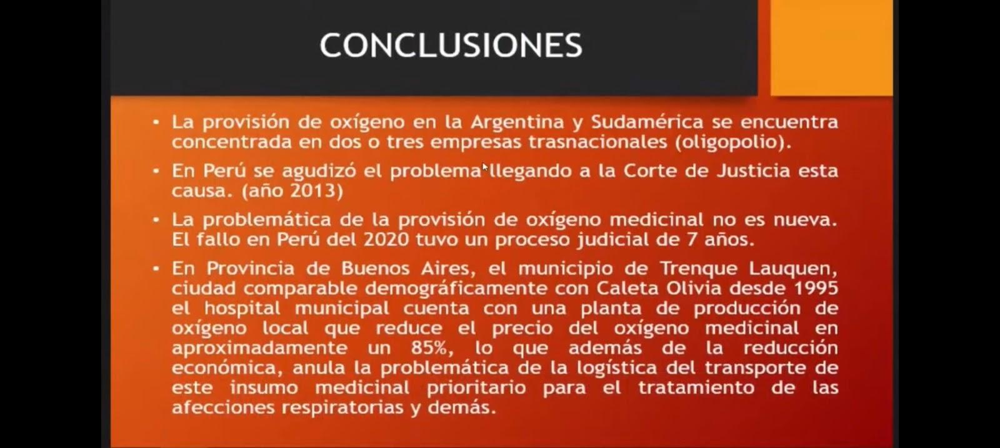 CONCLUSIONES
• La provisión de oxígeno en la Argentina y Sudamérica se encuentra
concentrada en dos o tres empresas trasnacionales (oligopolio).
• En Perú se agudizó el problema llegando a la Corte de Justicia esta
causa. (año 2013)
• La problemática de la provisión de oxígeno medicinal no es nueva.
El fallo en Perú del 2020 tuvo un proceso judicial de 7 años.
• En Provincia de Buenos Aires, el municipio de Trenque Lauquen,
ciudad comparable demográficamente con Caleta Olivia desde 1995
el hospital municipal cuenta con una planta de producción de
oxígeno local que reduce el precio del oxígeno medicinal en
aproximadamente un 85%, lo que además de la reducción
económica, anula la problemática de la logística del transporte de
este insumo medicinal prioritario para el tratamiento de las
afecciones respiratorias y demás.